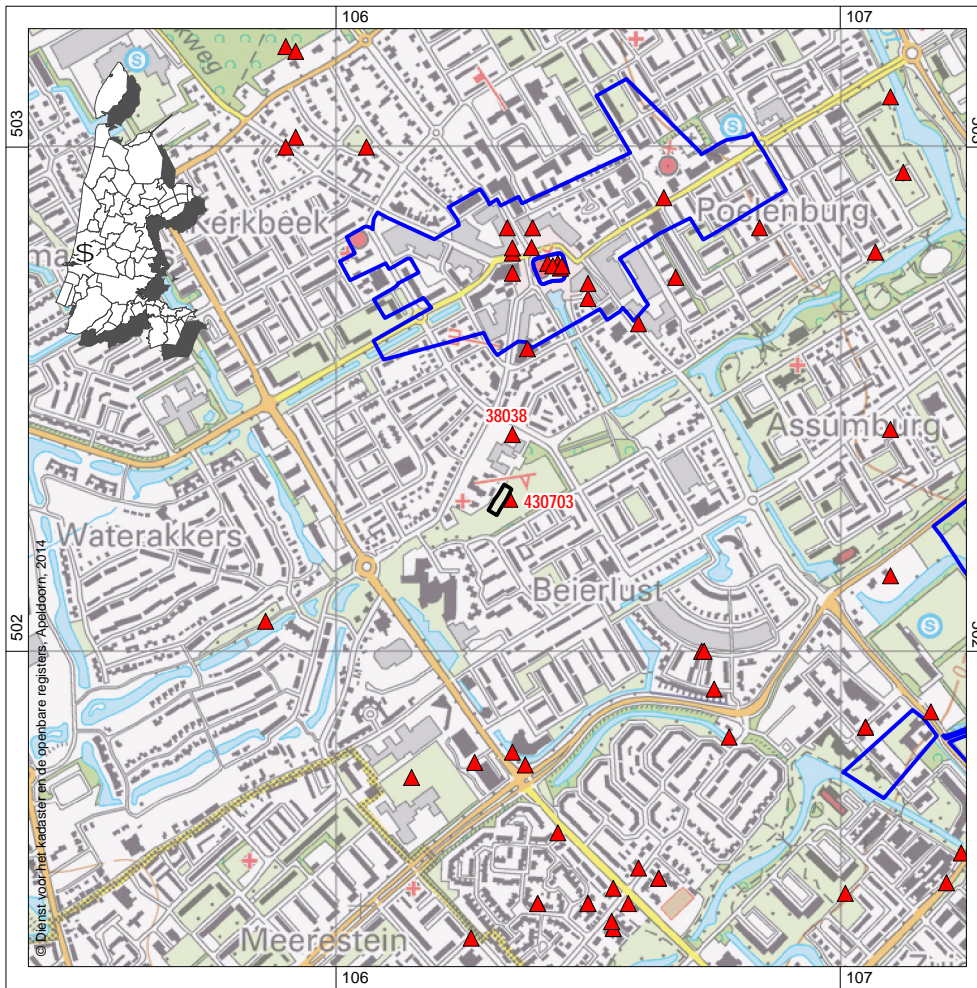 106
107
503
S
S
Kerkbeek
Poelenburg
38038
Assumburg
430703
Waterakkers
Beierlust
502
S
Meerestein
© Dienst voor het kadaster en de openbare registers, Apeldoorn, 2014
106
107